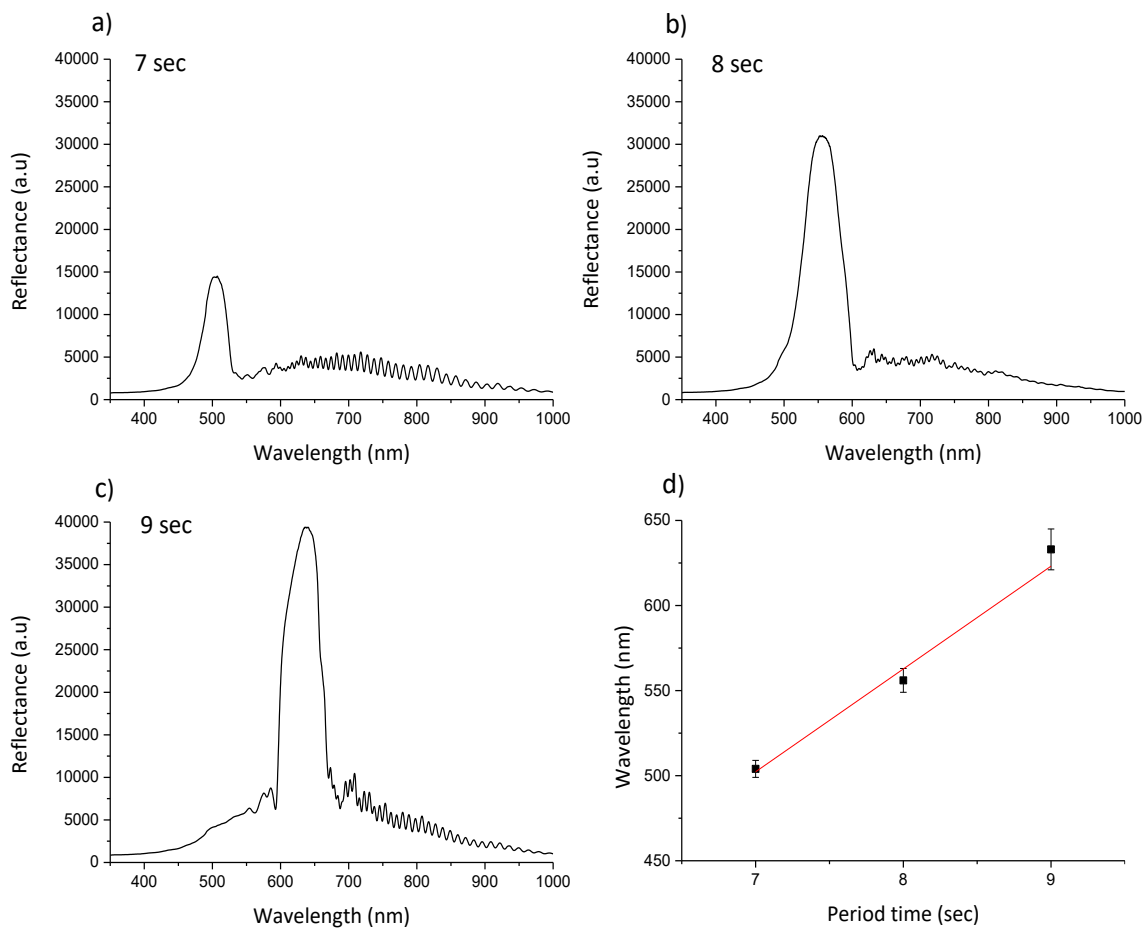 a)
7 sec
40000
35000
30000
25000
20000
15000
10000
5000
0
Reflectance (a.u)
400 500 600 700 800 900 1000
Wavelength (nm)
b)
8 sec
40000
35000
30000
25000
20000
15000
10000
5000
0
Reflectance (a.u)
400 500 600 700 800 900 1000
Wavelength (nm)
c)
9 sec
40000
35000
30000
25000
20000
15000
10000
5000
0
Reflectance (a.u)
400 500 600 700 800 900 1000
Wavelength (nm)
d)
650
600
550
500
450
Wavelength (nm)
7 8 9
Period time (sec)